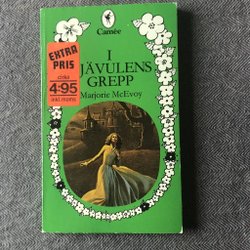 Camée
EXTRA
PRIS
cirka
4:95
inkl moms
I
DJÄVULENS
GREPP
Marjorie McEvoy